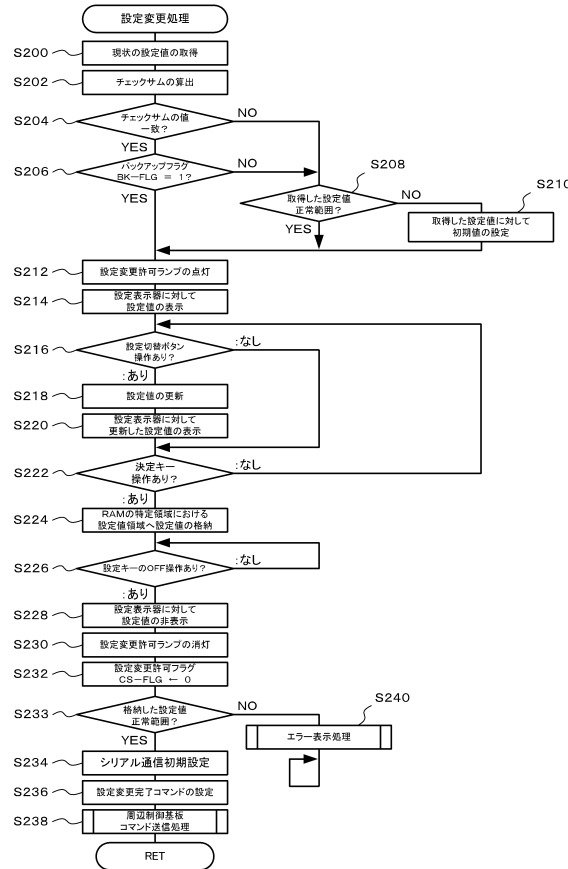 設定変更処理
S200
現状の設定値の取得
S202
チェックサムの算出
S204
チェックサムの値
一致?
NO
YES
S206
バックアップフラグ
BK-FLG = 1?
NO
YES
S208
取得した設定値
正常範囲?
NO
YES
S210
取得した設定値に対して
初期値の設定
S212
設定変更許可ランプの点灯
S214
設定表示器に対して
設定値の表示
S216
設定切替ボタン
操作あり?
:なし
:あり
S218
設定値の更新
S220
設定表示器に対して
更新した設定値の表示
S222
決定キー
操作あり?
:なし
:あり
S224
RAMの特定領域における
設定値領域へ設定値の格納
S226
設定キーのOFF操作あり?
:なし
:あり
S228
設定表示器に対して
設定値の非表示
S230
設定変更許可ランプの消灯
S232
設定変更許可フラグ
CS-FLG ← 0
S233
格納した設定値
正常範囲?
NO
YES
S240
エラー表示処理
S234
シリアル通信初期設定
S236
設定変更完了コマンドの設定
S238
周辺制御基板
コマンド送信処理
RET